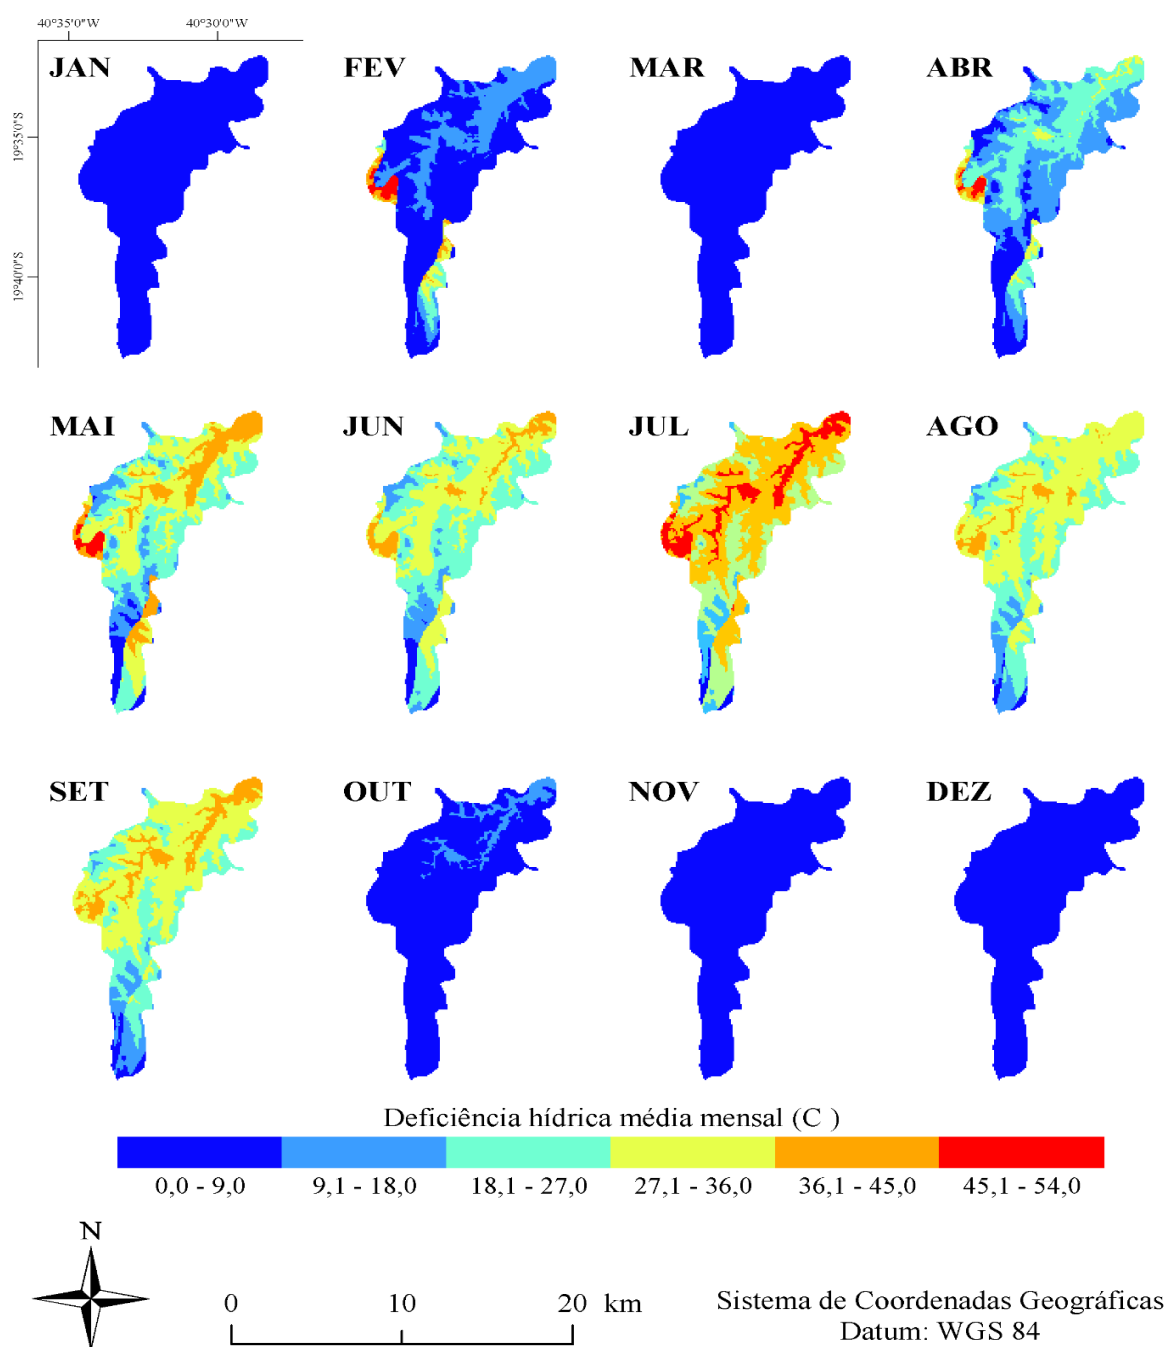 40°35'0"W 40°30'0"W
JAN FEV MAR ABR
19°35'0"S
19°40'0"S
MAI JUN JUL AGO
SET OUT NOV DEZ
Deficiência hídrica média mensal (C )
0,0 - 9,0 9,1 - 18,0 18,1 - 27,0 27,1 - 36,0 36,1 - 45,0 45,1 - 54,0
N
0 10 20 km
Sistema de Coordenadas Geográficas
Datum: WGS 84